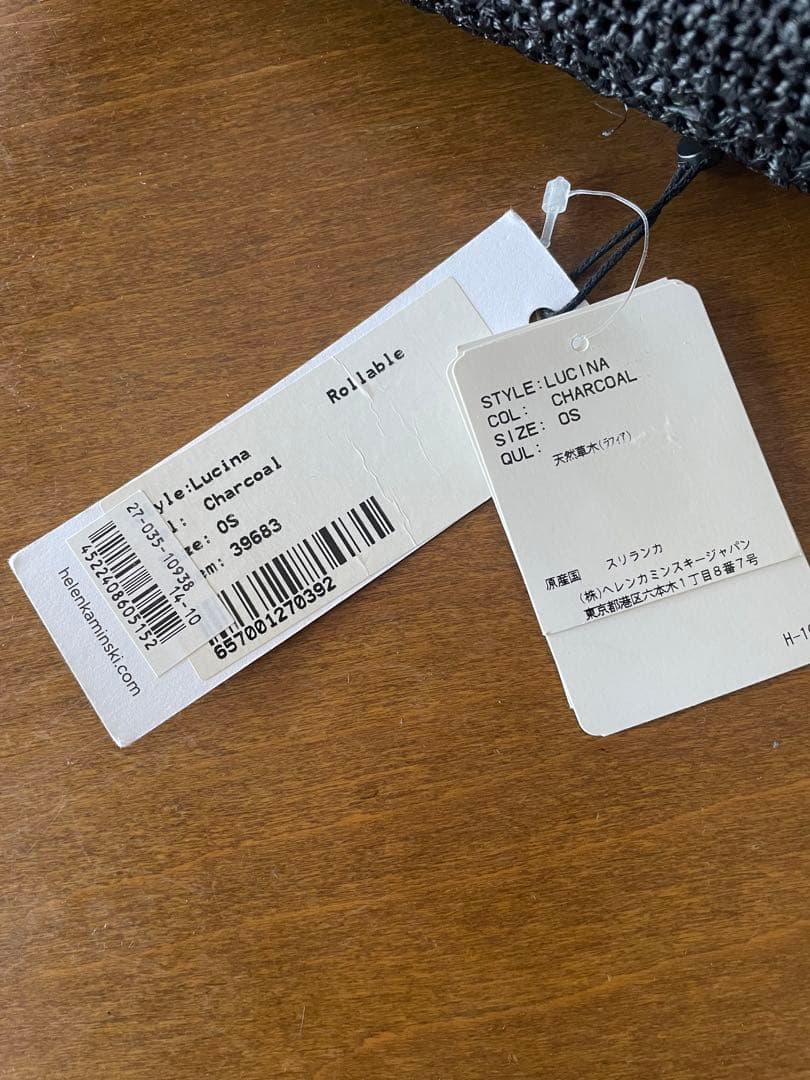 Rollable
yle:Lucina
l: Charcoal
ze: OS
em: 39683
657001270392
27-035-10938
14-10
4522408605152
helenkaminski.com
STYLE:LUCINA
COL: CHARCOAL
SIZE: OS
QUL: 天然草木(ラフィア)
原産国 スリランカ
(株)ヘレンカミンスキージャパン
東京都港区六本木1丁目8番7号